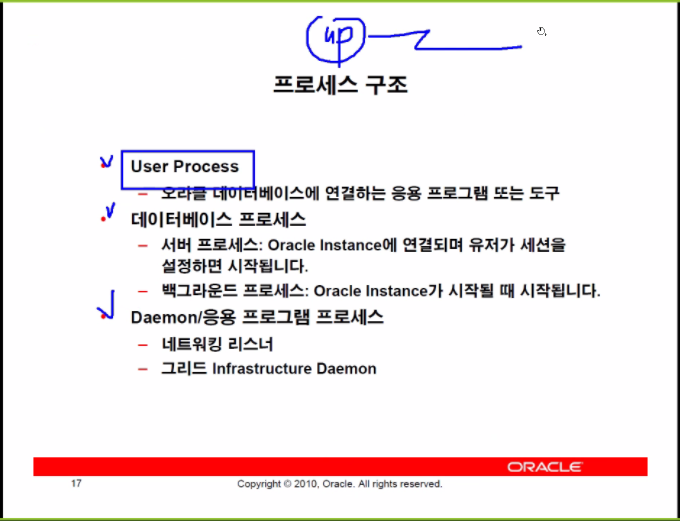 up
프로세스 구조
• User Process
– 오라클 데이터베이스에 연결하는 응용 프로그램 또는 도구
• 데이터베이스 프로세스
– 서버 프로세스: Oracle Instance에 연결되며 유저가 세션을
설정하면 시작됩니다.
– 백그라운드 프로세스: Oracle Instance가 시작될 때 시작됩니다.
• Daemon/응용 프로그램 프로세스
– 네트워킹 리스너
– 그리드 Infrastructure Daemon
ORACLE
17
Copyright © 2010, Oracle. All rights reserved.